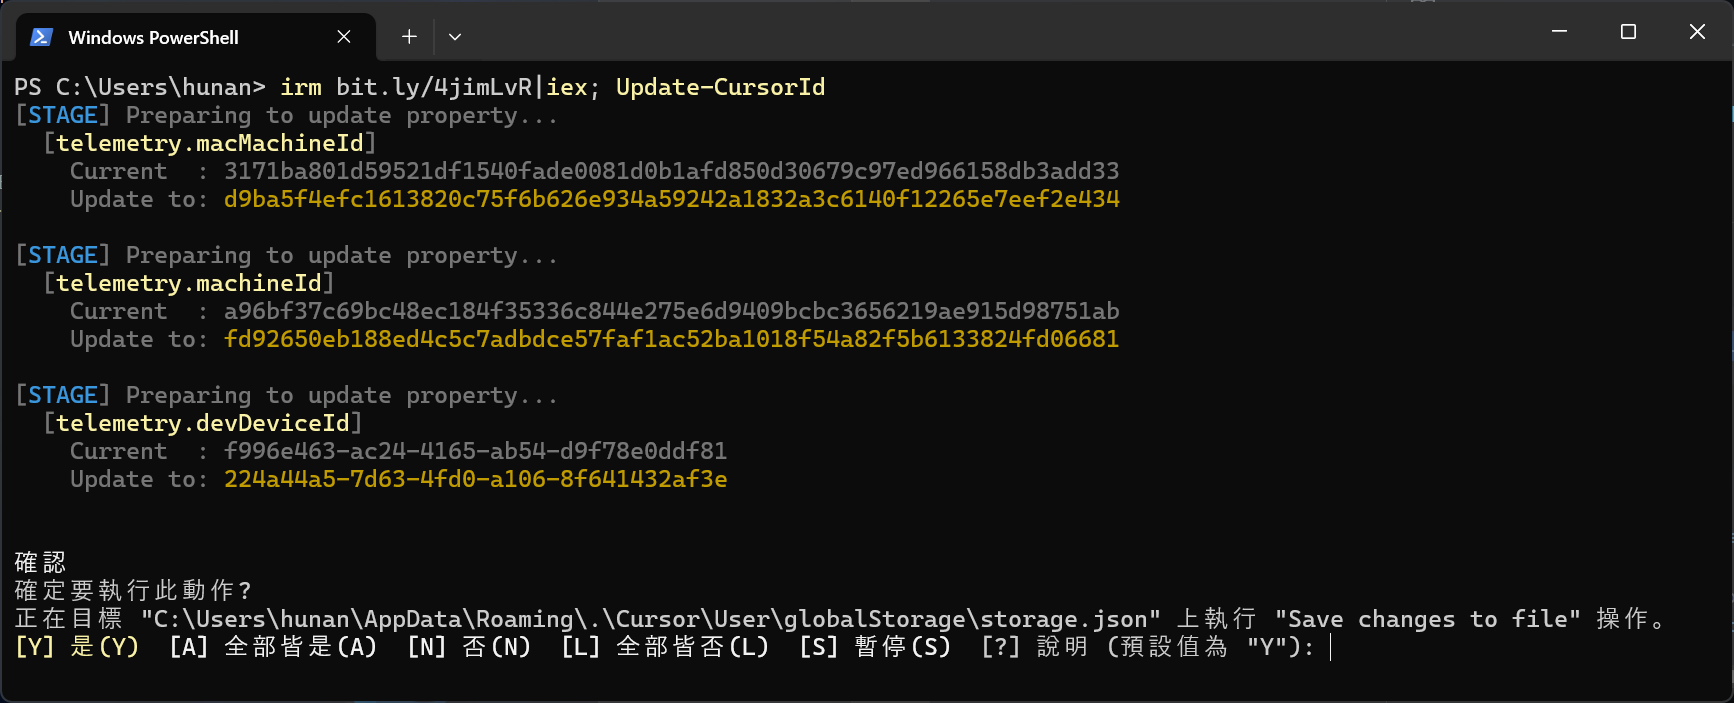 Windows PowerShell
PS C:\Users\hunan> irm bit.ly/4jimLvR|iex; Update-CursorId
[STAGE] Preparing to update property...
[telemetry.macMachineId]
Current  : 3171ba801d59521df1540fade0081d0b1afd850d30679c97ed966158db3add33
Update to: d9ba5f4efc1613820c75f6b626e934a59242a1832a3c6140f12265e7eef2e434
[STAGE] Preparing to update property...
[telemetry.machineId]
Current  : a96bf37c69bc48ec184f35336c844e275e6d9409bcbc3656219ae915d98751ab
Update to: fd92650eb188ed4c5c7adbdce57faf1ac52ba1018f54a82f5b6133824fd06681
[STAGE] Preparing to update property...
[telemetry.devDeviceId]
Current  : f996e463-ac24-4165-ab54-d9f78e0ddf81
Update to: 224a44a5-7d63-4fd0-a106-8f641432af3e
確認
確定要執行此動作?
正在目標 "C:\Users\hunan\AppData\Roaming\.\Cursor\User\globalStorage\storage.json" 上執行 "Save changes to file" 操作。
[Y] 是(Y)  [A] 全部皆是(A)  [N] 否(N)  [L] 全部皆否(L)  [S] 暫停(S)  [?] 說明 (預設值為 "Y"):